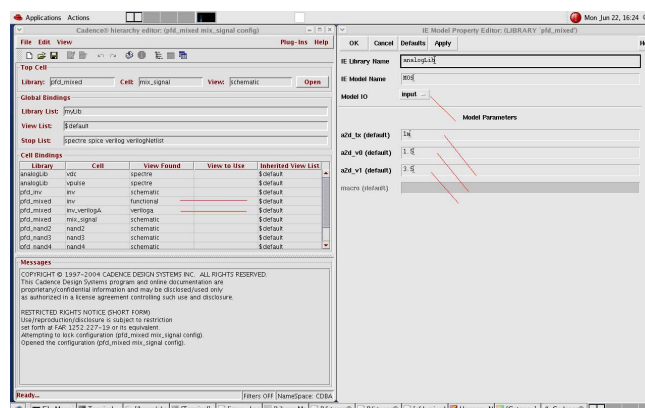 Applications Actions
Mon Jun 22, 16:24
Cadence® hierarchy editor: (pfd_mixed mix_signal config)
File Edit View Plug-Ins Help
Top Cell
Library: pfd_mixed Cell: mix_signal View: schematic Open
Global Bindings
Library List: myLib
View List: $default
Stop List: spectre spice verilog verilogNetlist
Cell Bindings
Library Cell View Found View to Use Inherited View List
analogLib vdc spectre $default
analogLib vpulse spectre $default
pfd_inv inv schematic $default
pfd_mixed inv functional $default
pfd_mixed inv_verilogA veriloga $default
pfd_mixed mix_signal schematic $default
pfd_nand2 nand2 schematic $default
pfd_nand3 nand3 schematic $default
pfd_nand4 nand4 schematic $default
Messages
COPYRIGHT © 1997-2004 CADENCE DESIGN SYSTEMS INC. ALL RIGHTS RESERVED.
This Cadence Design Systems program and online documentation are
proprietary/confidential information and may be disclosed/used only
as authorized in a license agreement controlling such use and disclosure.
RESTRICTED RIGHTS NOTICE (SHORT FORM)
Use/reproduction/disclosure is subject to restriction
set forth at FAR 1252.227-19 or its equivalent.
Attempting to lock configuration (pfd_mixed mix_signal config).
Opened the configuration (pfd_mixed mix_signal config).
Ready... Filters OFF NameSpace: CDBA
IE Model Property Editor: (LIBRARY 'pfd_mixed')
OK Cancel Defaults Apply
IE Library Name analogLib
IE Model Name MOS
Model IO input
Model Parameters
a2d_tx (default) 1m
a2d_v0 (default) 1.5
a2d_v1 (default) 3.5
macro (default)